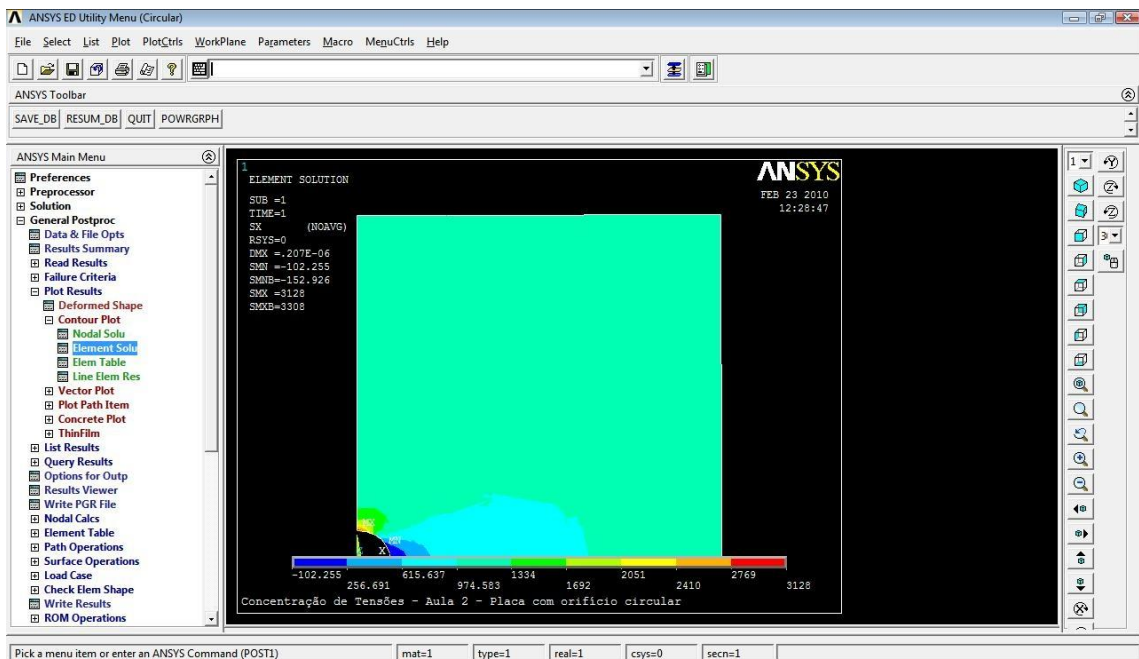 ANSYS ED Utility Menu (Circular)
File Select List Plot PlotCtrls WorkPlane Parameters Macro MenuCtrls Help
ANSYS Toolbar
SAVE_DB RESUM_DB QUIT POWRGRPH
ANSYS Main Menu
Preferences
Preprocessor
Solution
General Postproc
Data & File Opts
Results Summary
Read Results
Failure Criteria
Plot Results
Deformed Shape
Contour Plot
Nodal Solu
Element Solu
Elem Table
Line Elem Res
Vector Plot
Plot Path Item
Concrete Plot
ThinFilm
List Results
Query Results
Options for Outp
Results Viewer
Write PGR File
Nodal Calcs
Element Table
Path Operations
Surface Operations
Load Case
Check Elem Shape
Write Results
ROM Operations
1
ELEMENT SOLUTION
SUB =1
TIME=1
SX (NOAVG)
RSYS=0
DMX =.207E-06
SMN =-102.255
SMNB=-152.926
SMX =3128
SMXB=3308
ANSYS
FEB 23 2010
12:28:47
X
-102.255 615.637 1334 2051 2769
256.691 974.583 1692 2410 3128
Concentração de Tensões - Aula 2 - Placa com orifício circular
1
Pick a menu item or enter an ANSYS Command (POST1) mat=1 type=1 real=1 csys=0 secn=1